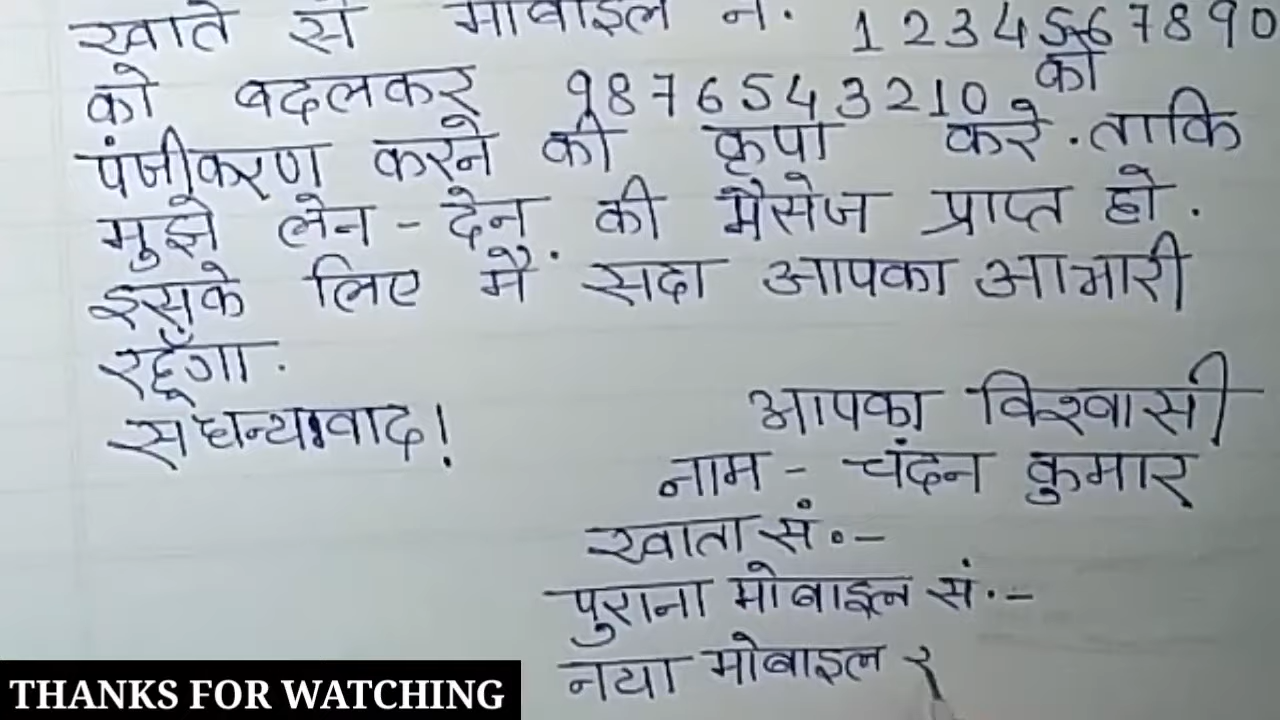 खाते से मोबाइल नं. 1234567890
को बदलकर 9876543210 को
पंजीकरण करने की कृपा करे. ताकि
मुझे लेन - देन की मैसेज प्राप्त हो.
इसके लिए मैं सदा आपका आभारी
रहूँगा.
सधन्यवाद!
आपका विश्वासी
नाम - चंदन कुमार
खाता सं.-
पुराना मोबाइल सं.-
नया मोबाइल
THANKS FOR WATCHING